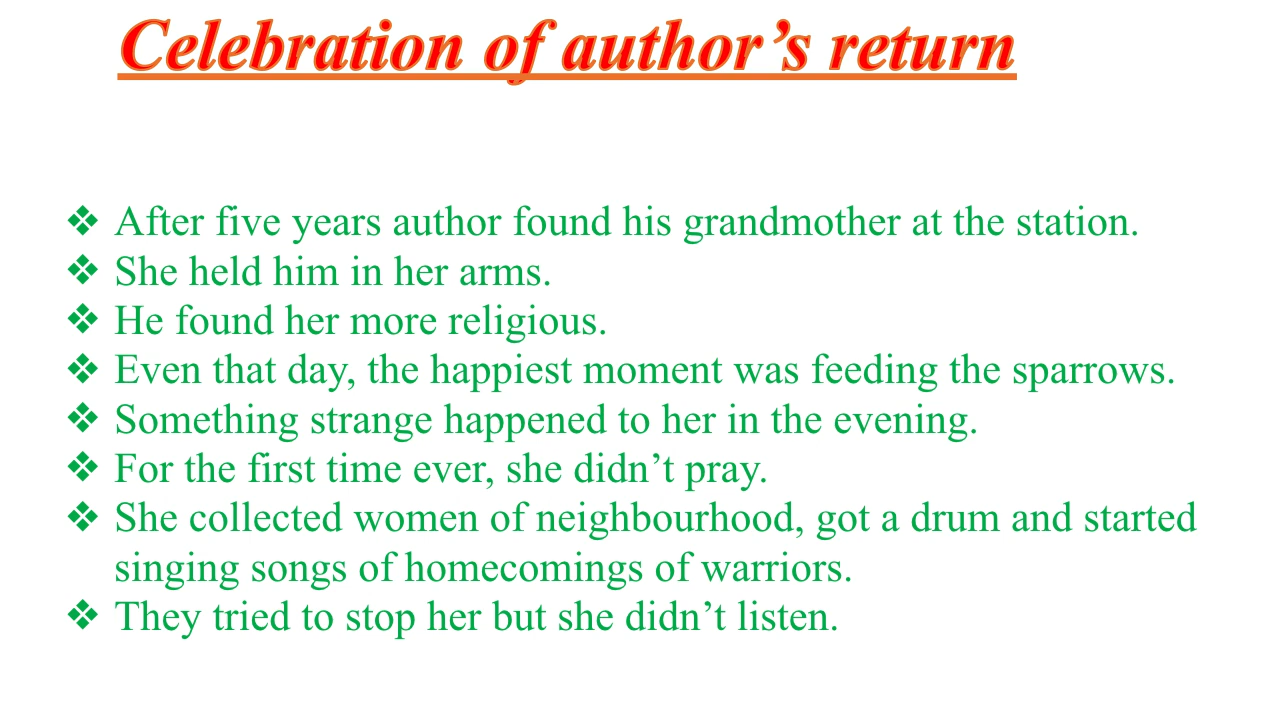 Celebration of author’s return
❖ After five years author found his grandmother at the station.
❖ She held him in her arms.
❖ He found her more religious.
❖ Even that day, the happiest moment was feeding the sparrows.
❖ Something strange happened to her in the evening.
❖ For the first time ever, she didn’t pray.
❖ She collected women of neighbourhood, got a drum and started
singing songs of homecomings of warriors.
❖ They tried to stop her but she didn’t listen.